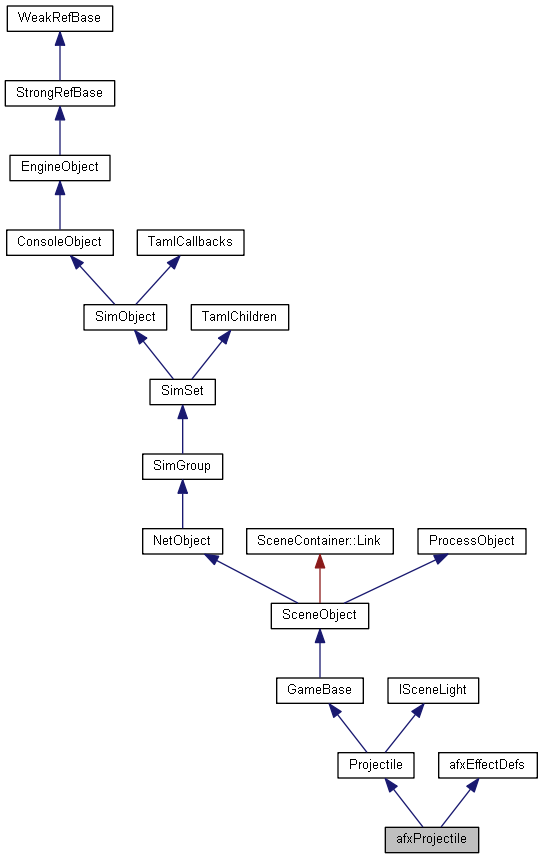 WeakRefBase
StrongRefBase
EngineObject
ConsoleObject
TamlCallbacks
SimObject
TamlChildren
SimSet
SimGroup
NetObject
SceneContainer::Link
ProcessObject
SceneObject
GameBase
ISceneLight
Projectile
afxEffectDefs
afxProjectile